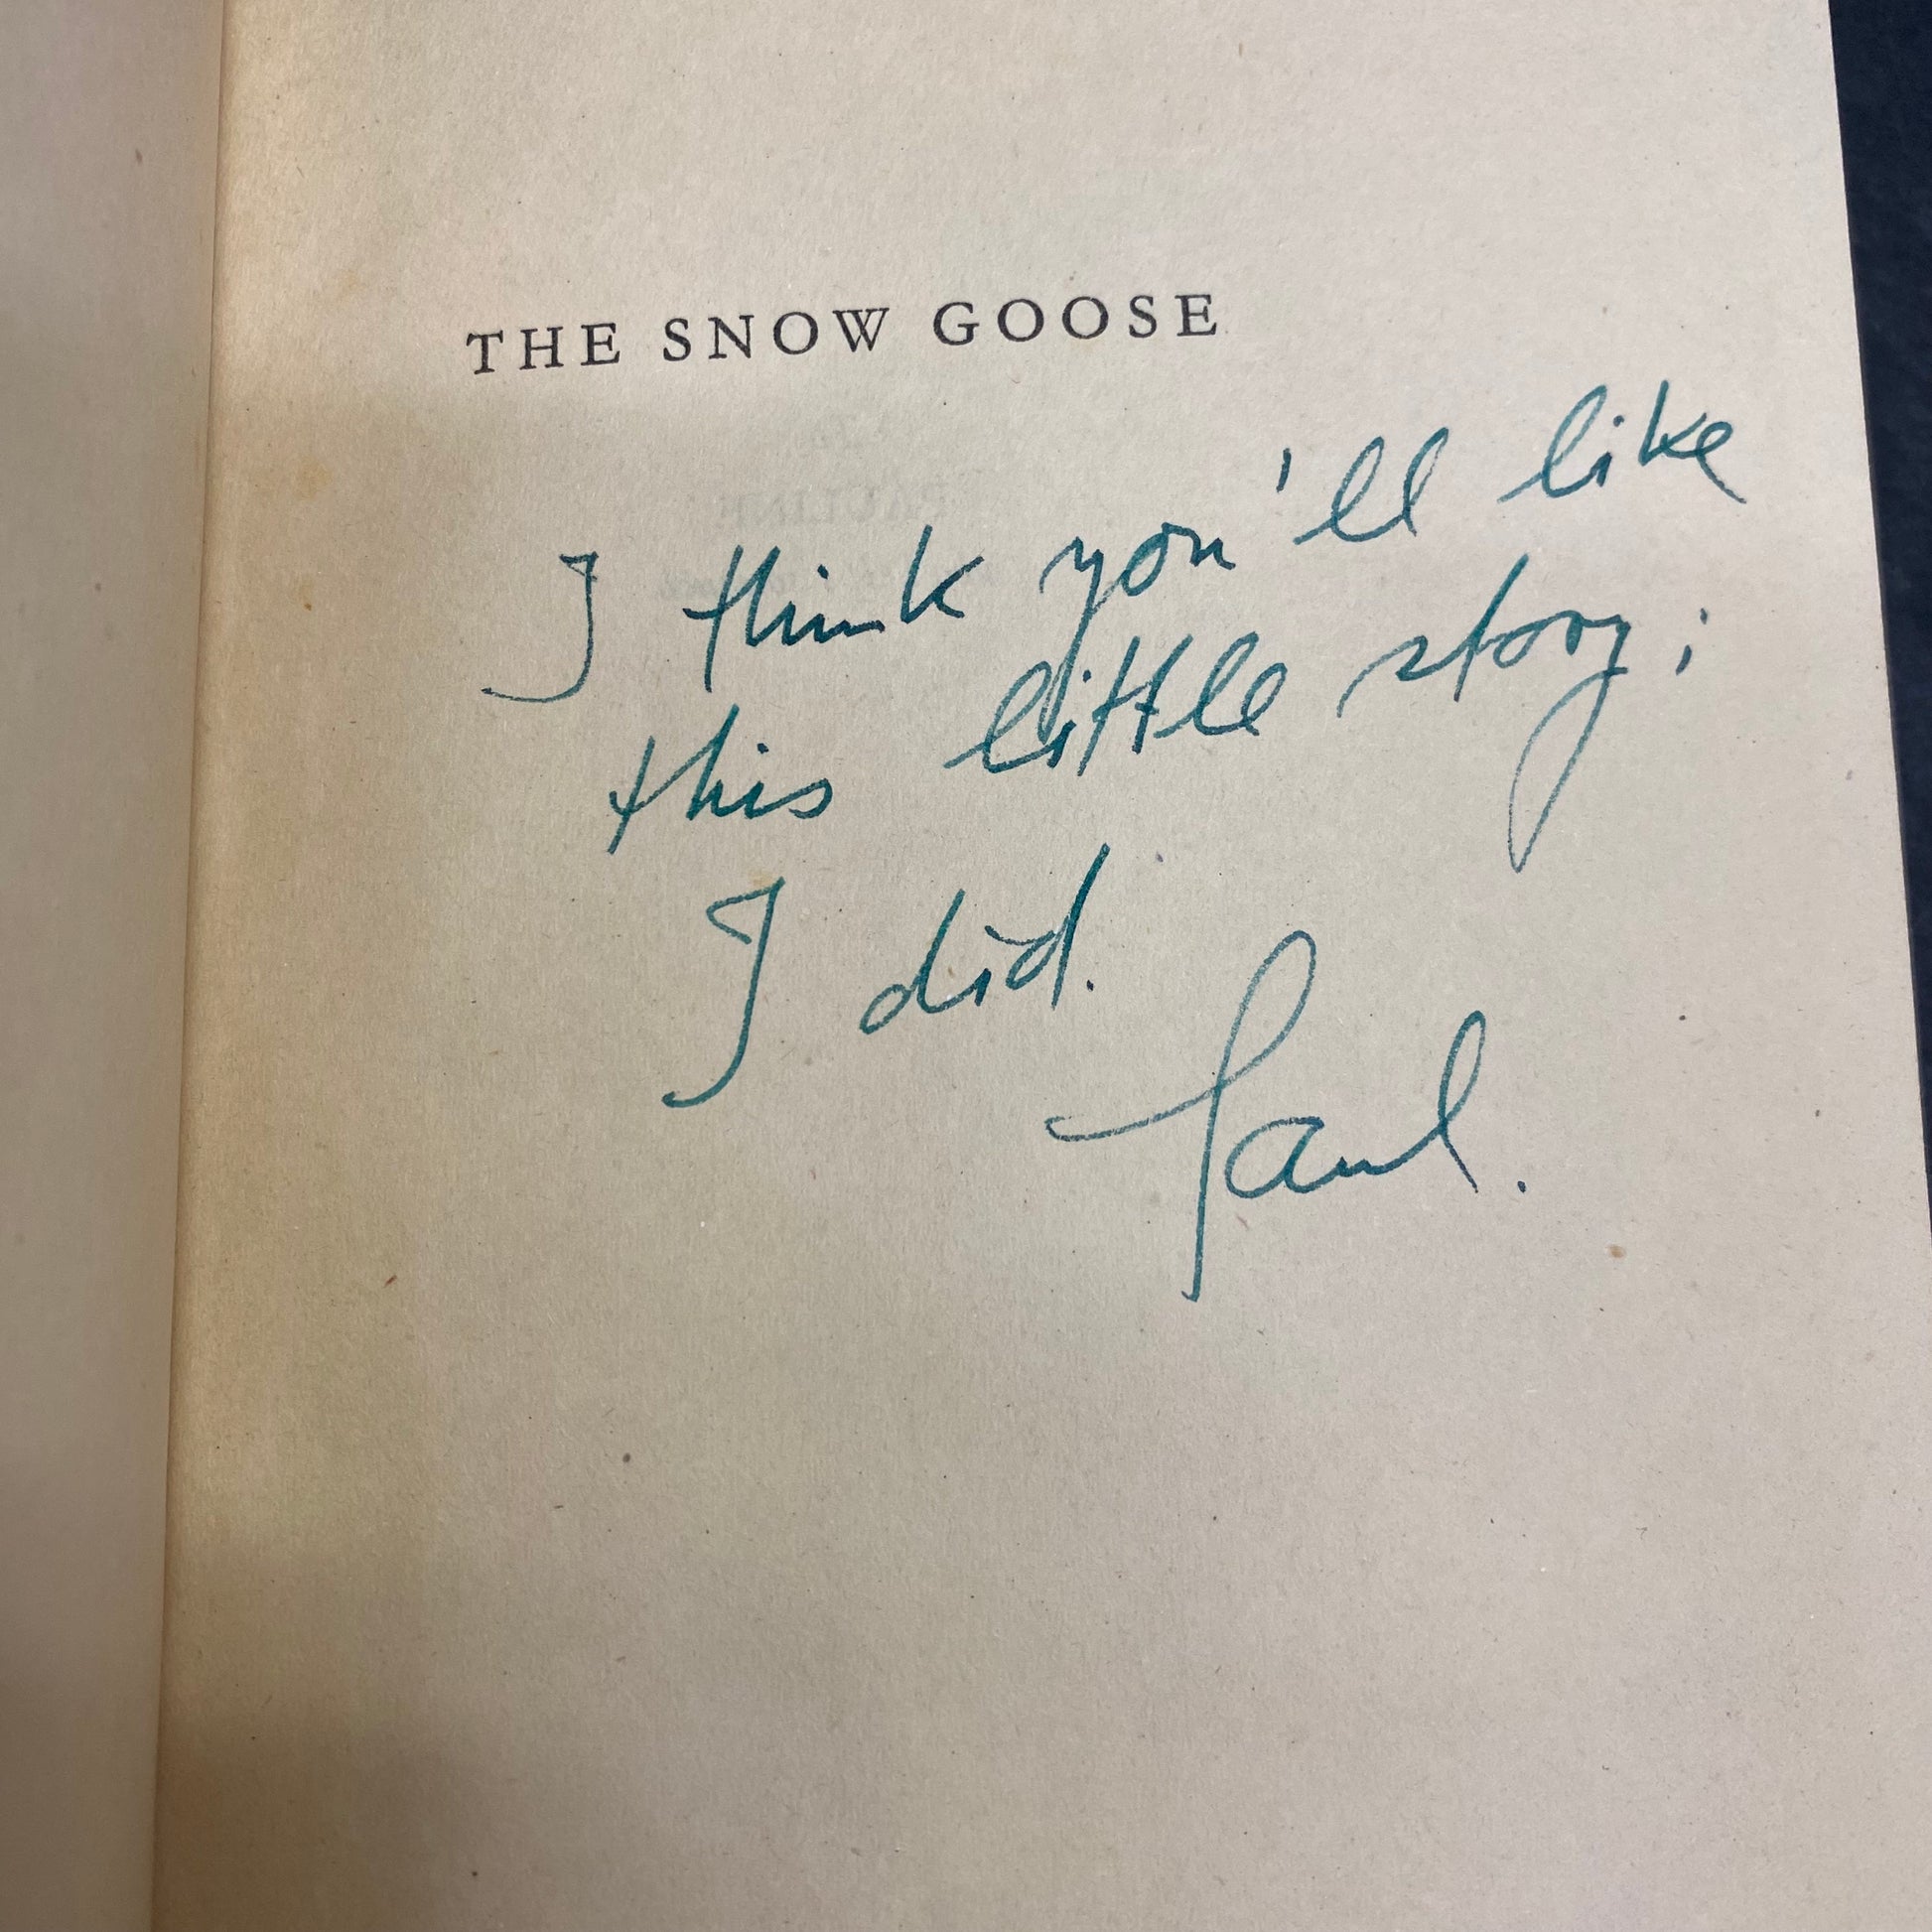 THE SNOW GOOSE
I think you'll like
this little story;
I did.
Paul.